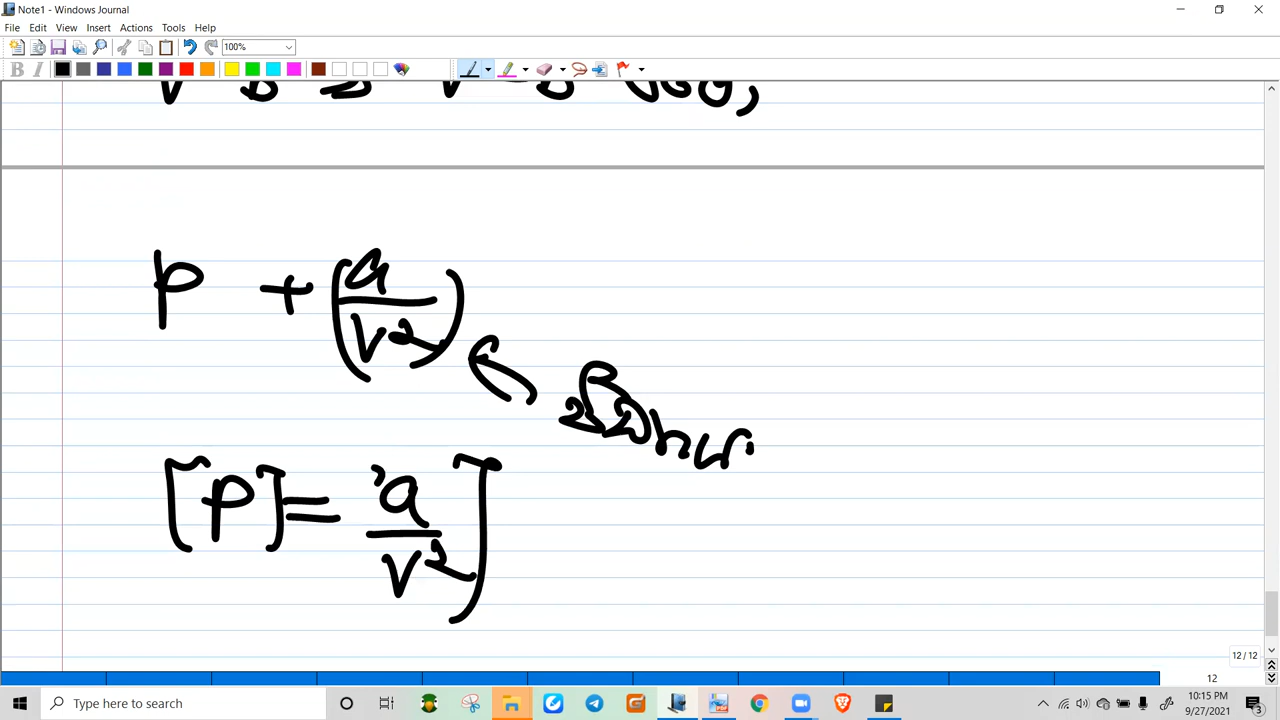 Note1 - Windows Journal
File Edit View Insert Actions Tools Help
100%
B I
P + (a/V²)
[P] = a/V²]
12 / 12
12
Type here to search
10:15 PM
9/27/2021
3